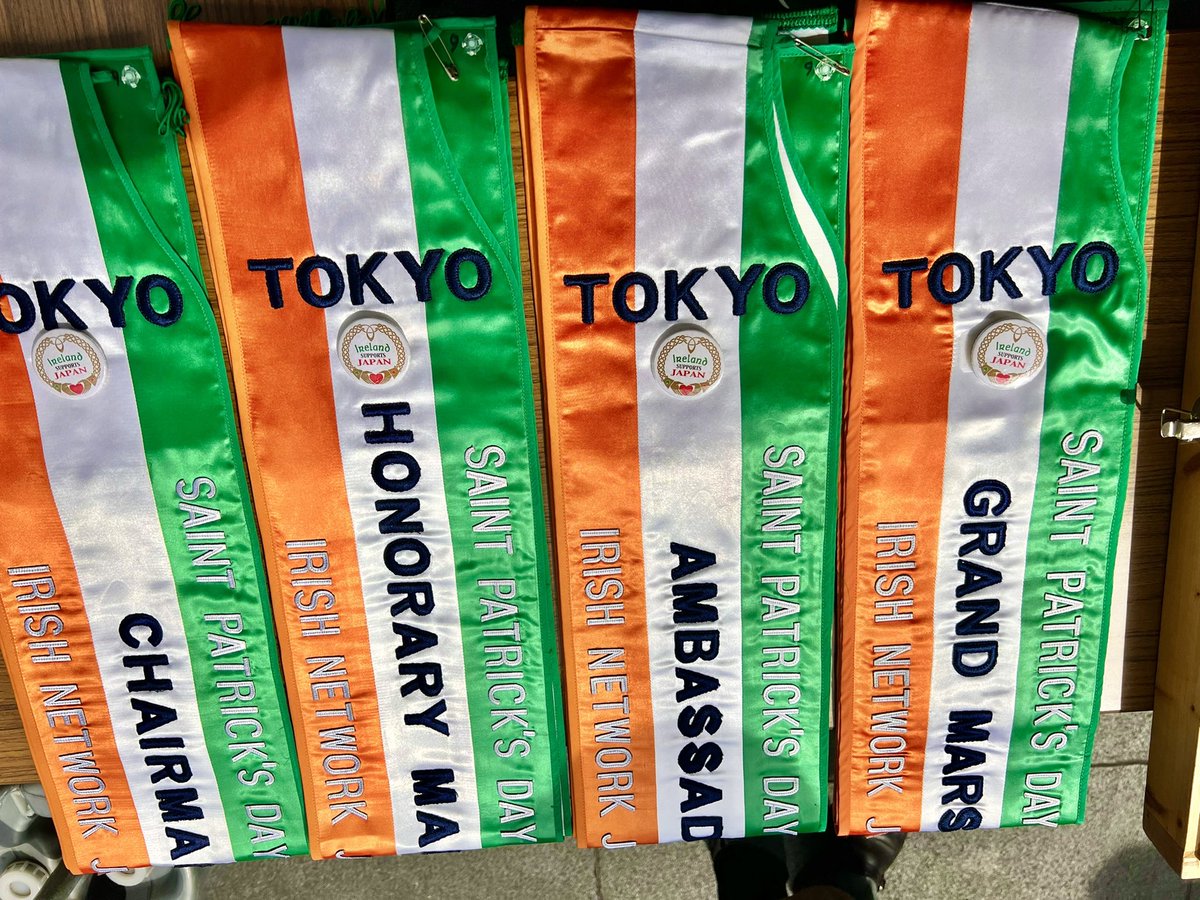 OKYO
Ireland
SUPPORTS
JAPAN
IRISH NETWORK J
CHAIRMA
SAINT PATRICK'S DAY
TOKYO
Ireland
SUPPORTS
JAPAN
IRISH NETWORK J
HONORARY MA
SAINT PATRICK'S DAY
TOKYO
Ireland
SUPPORTS
JAPAN
IRISH NETWORK J
AMBASSAD
SAINT PATRICK'S DAY
TOKYO
Ireland
SUPPORTS
JAPAN
IRISH NETWORK J
GRAND MARS
SAINT PATRICK'S DAY